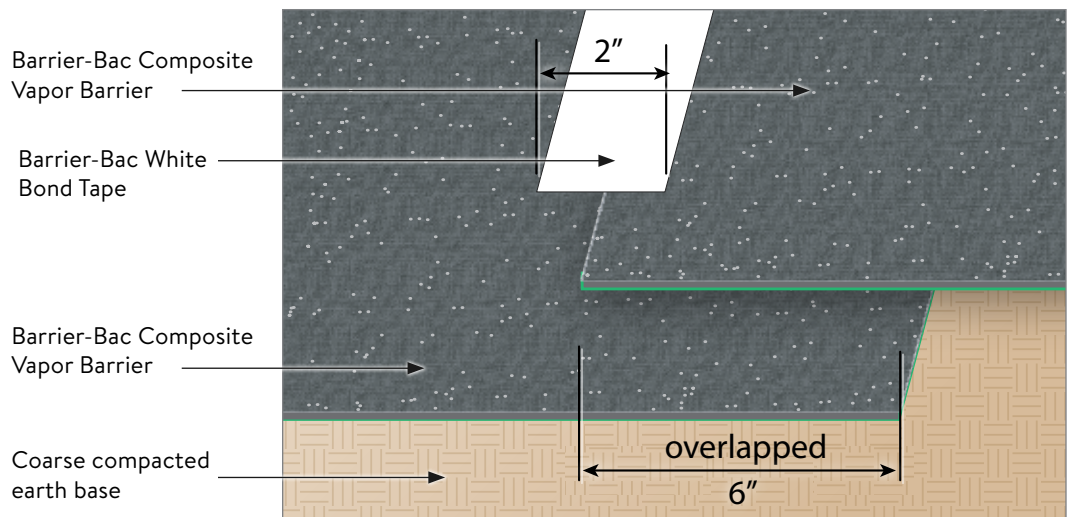 Barrier-Bac Composite
Vapor Barrier
2″
Barrier-Bac White
Bond Tape
Barrier-Bac Composite
Vapor Barrier
Coarse compacted
earth base
overlapped
6″